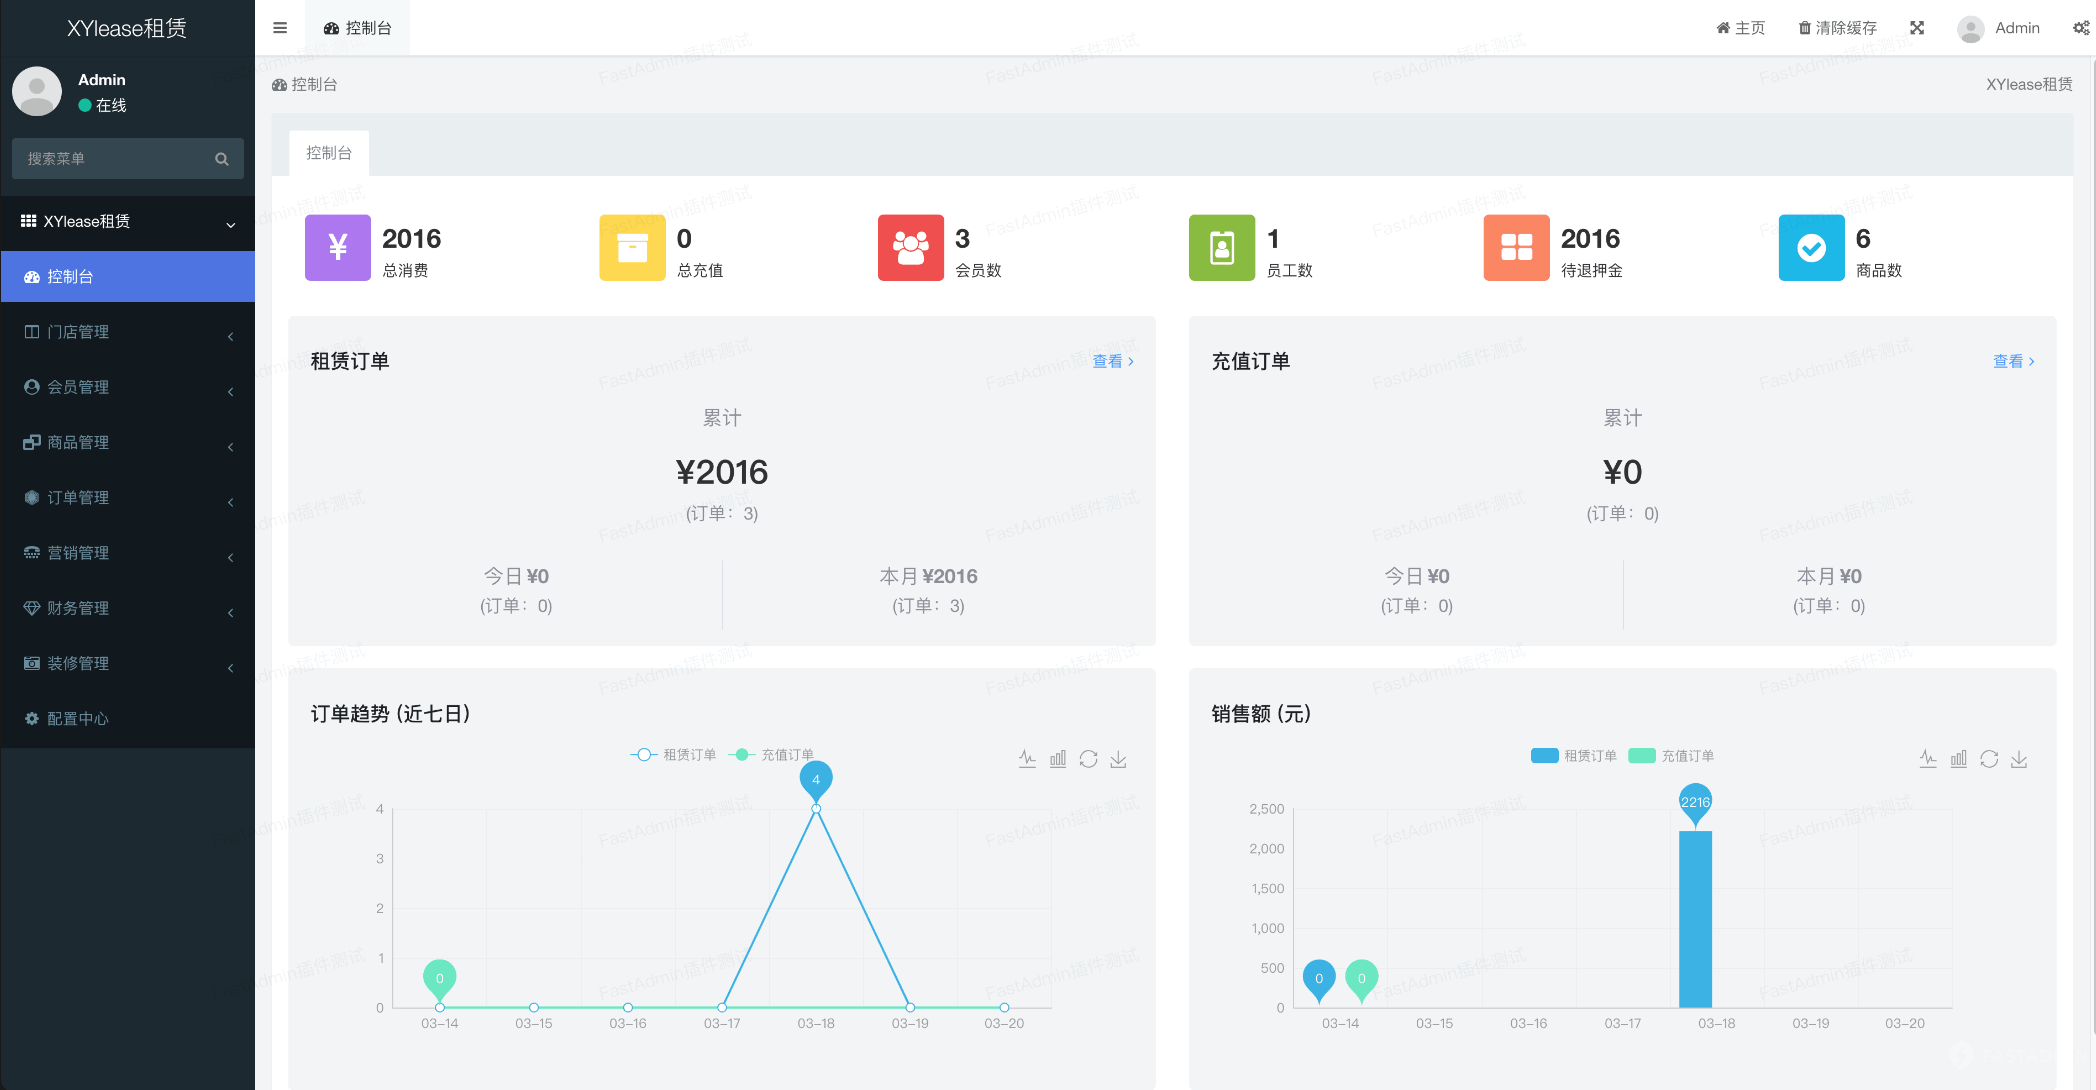 XYlease租赁
控制台
主页
清除缓存
Admin
Admin
在线
搜索菜单
XYlease租赁
控制台
门店管理
会员管理
商品管理
订单管理
营销管理
财务管理
装修管理
配置中心
控制台
XYlease租赁
控制台
¥
2016
总消费
0
总充值
3
会员数
1
员工数
2016
待退押金
6
商品数
租赁订单
查看
累计
¥2016
(订单：3)
今日 ¥0
(订单：0)
本月 ¥2016
(订单：3)
充值订单
查看
累计
¥0
(订单：0)
今日 ¥0
(订单：0)
本月 ¥0
(订单：0)
订单趋势 (近七日)
租赁订单 充值订单
4
4
3
2
1
0
0
03-14 03-15 03-16 03-17 03-18 03-19 03-20
销售额 (元)
租赁订单 充值订单
2216
2,500
2,000
1,500
1,000
500
0
0
0
03-14 03-15 03-16 03-17 03-18 03-19 03-20
FastAdmin插件测试